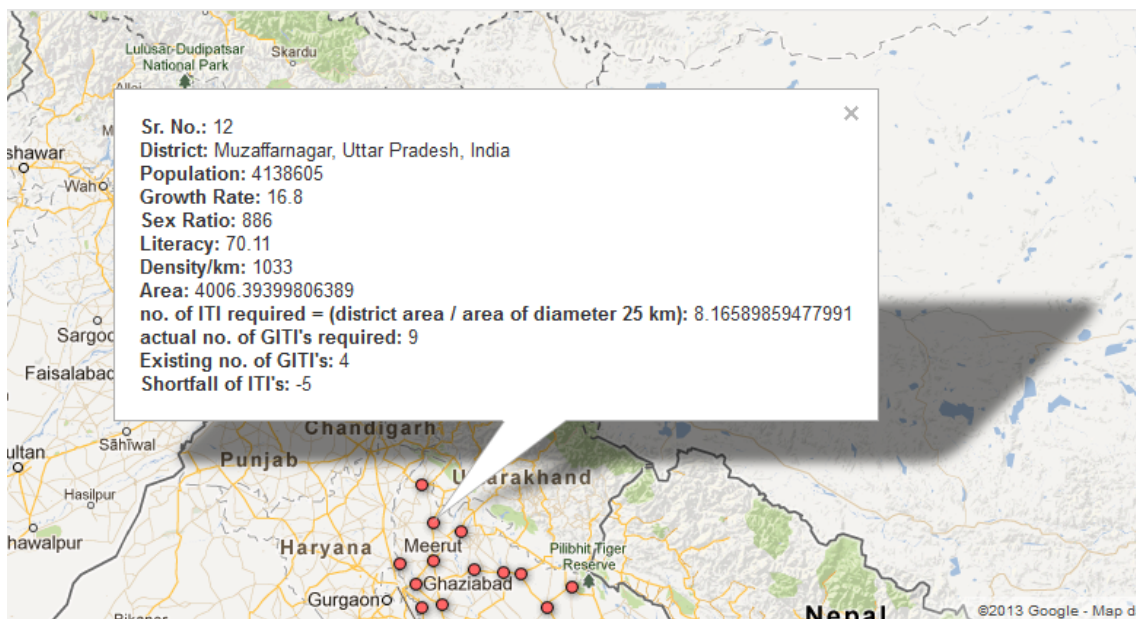 Lulusar-Dudipatsar
National Park
Skardu
Allai
×
Sr. No.: 12
District: Muzaffarnagar, Uttar Pradesh, India
Population: 4138605
Growth Rate: 16.8
Sex Ratio: 886
Literacy: 70.11
Density/km: 1033
Area: 4006.39399806389
no. of ITI required = (district area / area of diameter 25 km): 8.16589859477991
actual no. of GITI's required: 9
Existing no. of GITI's: 4
Shortfall of ITI's: -5
M
shawar
Wah
Sargo
Faisalabad
Chandigarh
Sāhīwal
ultan
Punjab
Uttarakhand
Hasilpur
hawalpur
Haryana
Meerut
Pilibhit Tiger
Reserve
Ghaziabad
Gurgaon
Bikaner
Nepal
©2013 Google - Map d